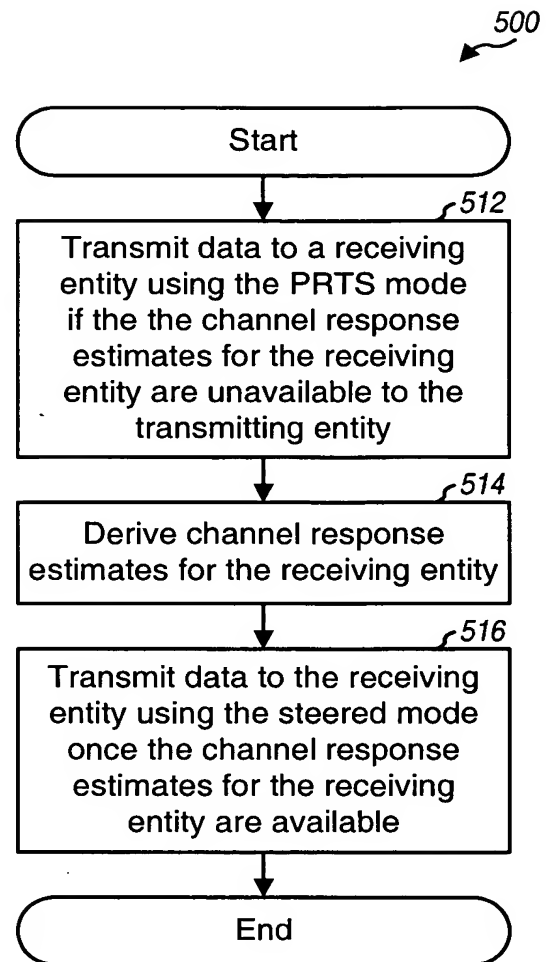 500
Start
512
Transmit data to a receiving
entity using the PRTS mode
if the the channel response
estimates for the receiving
entity are unavailable to the
transmitting entity
514
Derive channel response
estimates for the receiving entity
516
Transmit data to the receiving
entity using the steered mode
once the channel response
estimates for the receiving
entity are available
End